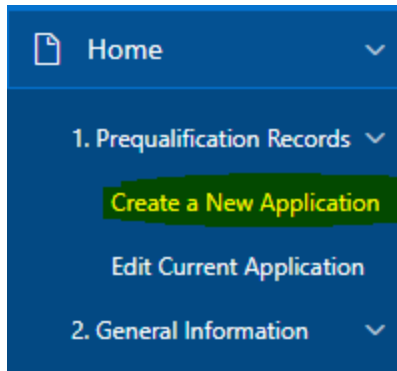 Home
1. Prequalification Records
Create a New Application
Edit Current Application
2. General Information